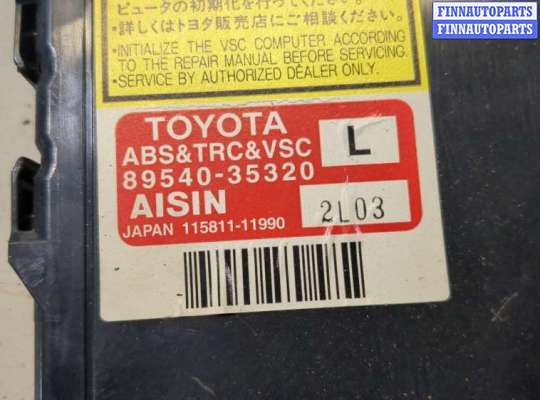 ピュータの初期化を行ってください。
・詳しくはトヨタ販売店にご相談ください。
・INITIALIZE THE VSC COMPUTER ACCORDING
TO THE REPAIR MANUAL BEFORE SERVICING.
・SERVICE BY AUTHORIZED DEALER ONLY.
TOYOTA
ABS&TRC&VSC
L
89540-35320
AISIN
2L03
JAPAN 115811-11990
FINNAUTOPARTS
FINNAUTOPARTS